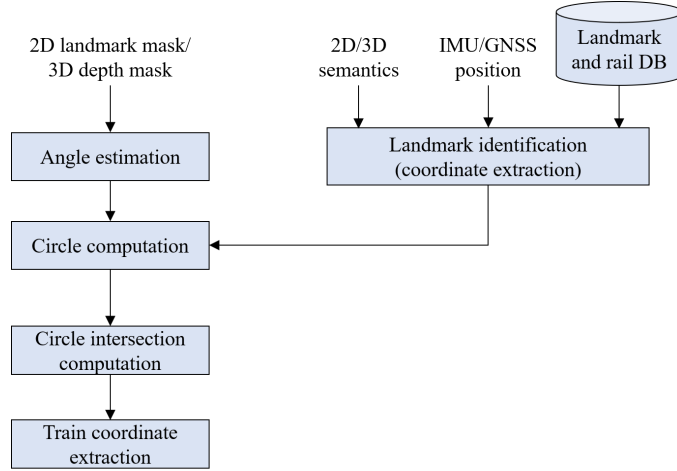 2D landmark mask/
3D depth mask
2D/3D
semantics
IMU/GNSS
position
Landmark
and rail DB
Angle estimation
Landmark identification
(coordinate extraction)
Circle computation
Circle intersection
computation
Train coordinate
extraction